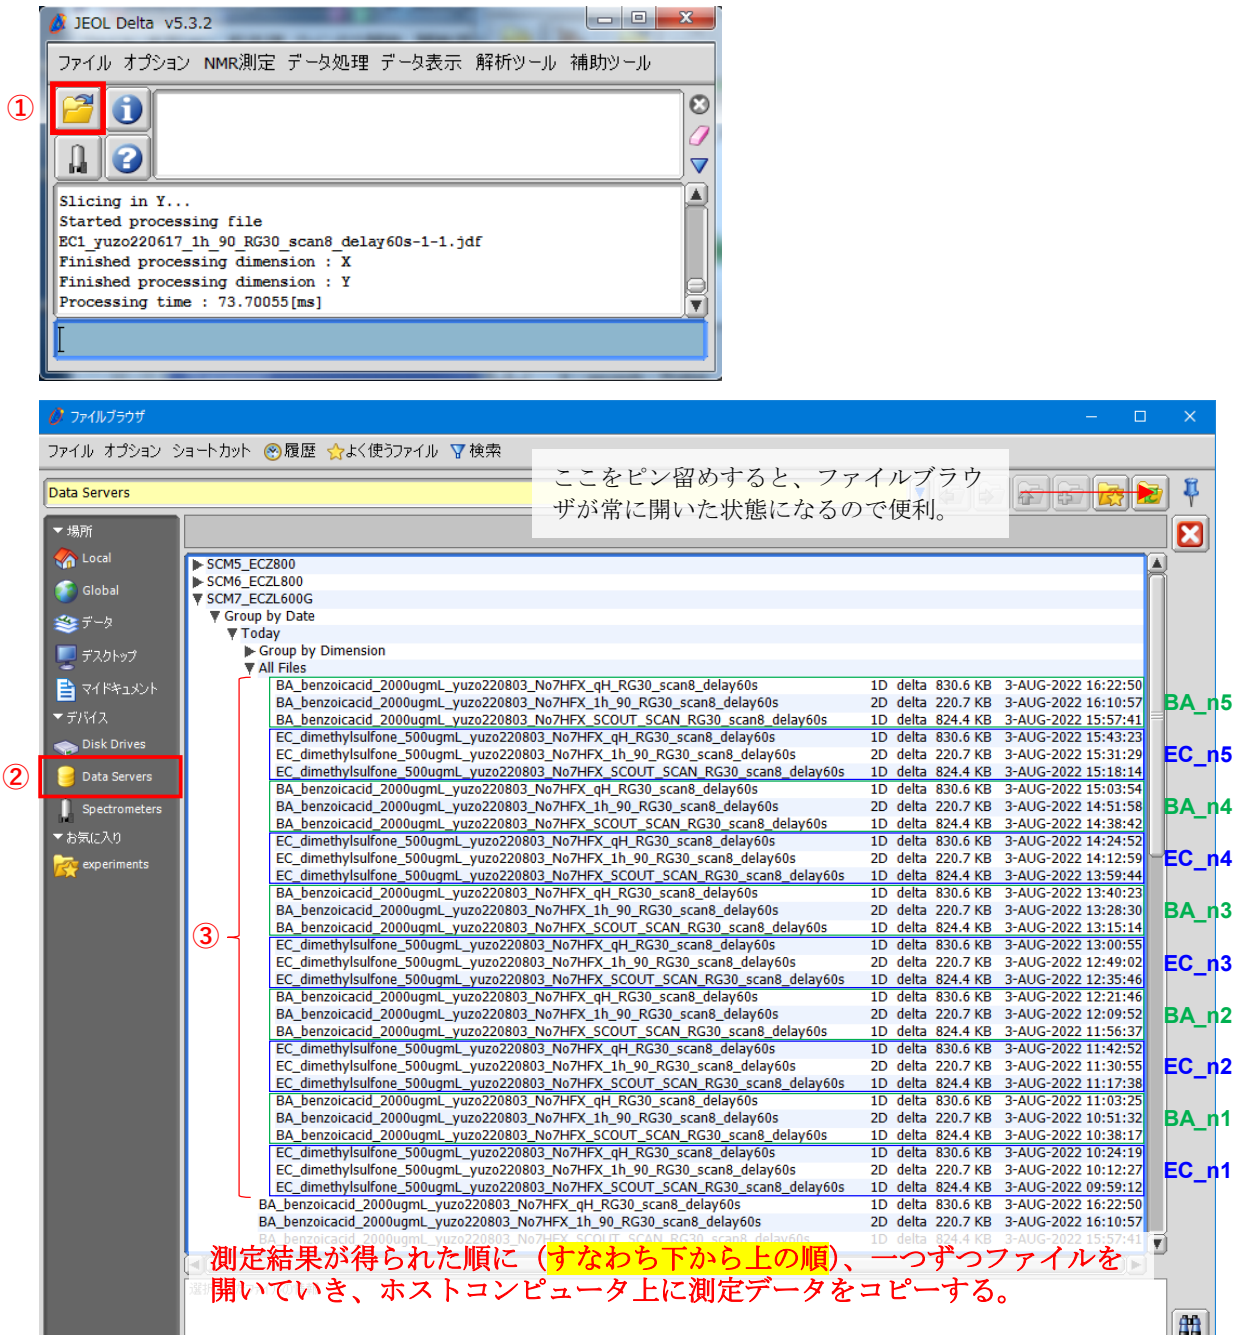 JEOL Delta v5.3.2
ファイル オプション NMR測定 データ処理 データ表示 解析ツール 補助ツール
①
Slicing in Y...
Started processing file
EC1_yuzo220617_1h_90_RG30_scan8_delay60s-1-1.jdf
Finished processing dimension : X
Finished processing dimension : Y
Processing time : 73.70055[ms]
ファイルブラウザ
ファイル オプション ショートカット 履歴 よく使うファイル 検索
ここをピン留めすると、ファイルブラウ
ザが常に開いた状態になるので便利。
Data Servers
場所
Local
Global
データ
デスクトップ
マイドキュメント
デバイス
Disk Drives
②
Data Servers
Spectrometers
お気に入り
experiments
SCM5_ECZ800
SCM6_ECZL800
SCM7_ECZL600G
Group by Date
Today
Group by Dimension
All Files
③
BA_benzoicacid_2000ugmL_yuzo220803_No7HFX_qH_RG30_scan8_delay60s 1D delta 830.6 KB 3-AUG-2022 16:22:50
BA_benzoicacid_2000ugmL_yuzo220803_No7HFX_1h_90_RG30_scan8_delay60s 2D delta 220.7 KB 3-AUG-2022 16:10:57 BA_n5
BA_benzoicacid_2000ugmL_yuzo220803_No7HFX_SCOUT_SCAN_RG30_scan8_delay60s 1D delta 824.4 KB 3-AUG-2022 15:57:41
EC_dimethylsulfone_500ugmL_yuzo220803_No7HFX_qH_RG30_scan8_delay60s 1D delta 830.6 KB 3-AUG-2022 15:43:23
EC_dimethylsulfone_500ugmL_yuzo220803_No7HFX_1h_90_RG30_scan8_delay60s 2D delta 220.7 KB 3-AUG-2022 15:31:29 EC_n5
EC_dimethylsulfone_500ugmL_yuzo220803_No7HFX_SCOUT_SCAN_RG30_scan8_delay60s 1D delta 824.4 KB 3-AUG-2022 15:18:14
BA_benzoicacid_2000ugmL_yuzo220803_No7HFX_qH_RG30_scan8_delay60s 1D delta 830.6 KB 3-AUG-2022 15:03:54
BA_benzoicacid_2000ugmL_yuzo220803_No7HFX_1h_90_RG30_scan8_delay60s 2D delta 220.7 KB 3-AUG-2022 14:51:58 BA_n4
BA_benzoicacid_2000ugmL_yuzo220803_No7HFX_SCOUT_SCAN_RG30_scan8_delay60s 1D delta 824.4 KB 3-AUG-2022 14:38:42
EC_dimethylsulfone_500ugmL_yuzo220803_No7HFX_qH_RG30_scan8_delay60s 1D delta 830.6 KB 3-AUG-2022 14:24:52
EC_dimethylsulfone_500ugmL_yuzo220803_No7HFX_1h_90_RG30_scan8_delay60s 2D delta 220.7 KB 3-AUG-2022 14:12:59 EC_n4
EC_dimethylsulfone_500ugmL_yuzo220803_No7HFX_SCOUT_SCAN_RG30_scan8_delay60s 1D delta 824.4 KB 3-AUG-2022 13:59:44
BA_benzoicacid_2000ugmL_yuzo220803_No7HFX_qH_RG30_scan8_delay60s 1D delta 830.6 KB 3-AUG-2022 13:40:23
BA_benzoicacid_2000ugmL_yuzo220803_No7HFX_1h_90_RG30_scan8_delay60s 2D delta 220.7 KB 3-AUG-2022 13:28:30 BA_n3
BA_benzoicacid_2000ugmL_yuzo220803_No7HFX_SCOUT_SCAN_RG30_scan8_delay60s 1D delta 824.4 KB 3-AUG-2022 13:15:14
EC_dimethylsulfone_500ugmL_yuzo220803_No7HFX_qH_RG30_scan8_delay60s 1D delta 830.6 KB 3-AUG-2022 13:00:55
EC_dimethylsulfone_500ugmL_yuzo220803_No7HFX_1h_90_RG30_scan8_delay60s 2D delta 220.7 KB 3-AUG-2022 12:49:02 EC_n3
EC_dimethylsulfone_500ugmL_yuzo220803_No7HFX_SCOUT_SCAN_RG30_scan8_delay60s 1D delta 824.4 KB 3-AUG-2022 12:35:46
BA_benzoicacid_2000ugmL_yuzo220803_No7HFX_qH_RG30_scan8_delay60s 1D delta 830.6 KB 3-AUG-2022 12:21:46
BA_benzoicacid_2000ugmL_yuzo220803_No7HFX_1h_90_RG30_scan8_delay60s 2D delta 220.7 KB 3-AUG-2022 12:09:52 BA_n2
BA_benzoicacid_2000ugmL_yuzo220803_No7HFX_SCOUT_SCAN_RG30_scan8_delay60s 1D delta 824.4 KB 3-AUG-2022 11:56:37
EC_dimethylsulfone_500ugmL_yuzo220803_No7HFX_qH_RG30_scan8_delay60s 1D delta 830.6 KB 3-AUG-2022 11:42:52
EC_dimethylsulfone_500ugmL_yuzo220803_No7HFX_1h_90_RG30_scan8_delay60s 2D delta 220.7 KB 3-AUG-2022 11:30:55 EC_n2
EC_dimethylsulfone_500ugmL_yuzo220803_No7HFX_SCOUT_SCAN_RG30_scan8_delay60s 1D delta 824.4 KB 3-AUG-2022 11:17:38
BA_benzoicacid_2000ugmL_yuzo220803_No7HFX_qH_RG30_scan8_delay60s 1D delta 830.6 KB 3-AUG-2022 11:03:25
BA_benzoicacid_2000ugmL_yuzo220803_No7HFX_1h_90_RG30_scan8_delay60s 2D delta 220.7 KB 3-AUG-2022 10:51:32 BA_n1
BA_benzoicacid_2000ugmL_yuzo220803_No7HFX_SCOUT_SCAN_RG30_scan8_delay60s 1D delta 824.4 KB 3-AUG-2022 10:38:17
EC_dimethylsulfone_500ugmL_yuzo220803_No7HFX_qH_RG30_scan8_delay60s 1D delta 830.6 KB 3-AUG-2022 10:24:19
EC_dimethylsulfone_500ugmL_yuzo220803_No7HFX_1h_90_RG30_scan8_delay60s 2D delta 220.7 KB 3-AUG-2022 10:12:27 EC_n1
EC_dimethylsulfone_500ugmL_yuzo220803_No7HFX_SCOUT_SCAN_RG30_scan8_delay60s 1D delta 824.4 KB 3-AUG-2022 09:59:12
BA_benzoicacid_2000ugmL_yuzo220803_No7HFX_qH_RG30_scan8_delay60s 1D delta 830.6 KB 3-AUG-2022 16:22:50
BA_benzoicacid_2000ugmL_yuzo220803_No7HFX_1h_90_RG30_scan8_delay60s 2D delta 220.7 KB 3-AUG-2022 16:10:57
BA_benzoicacid_2000ugmL_yuzo220803_No7HFX_SCOUT_SCAN_RG30_scan8_delay60s 1D delta 824.4 KB 3-AUG-2022 15:57:41
測定結果が得られた順に（すなわち下から上の順）、一つずつファイルを
開いていき、ホストコンピュータ上に測定データをコピーする。